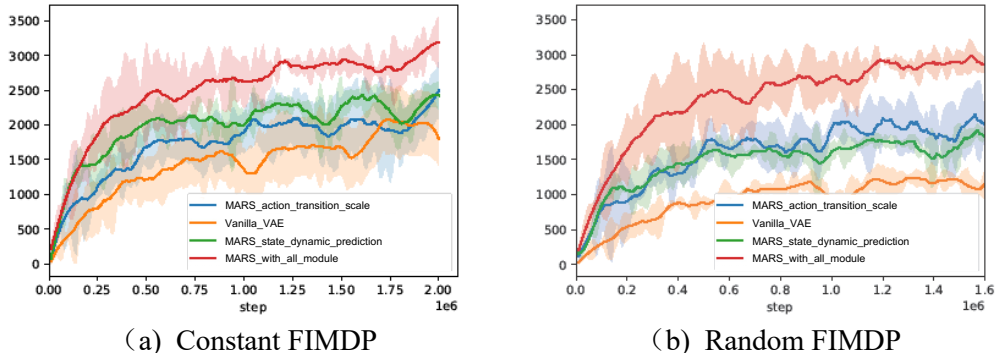 3500
3000
2500
2000
1500
1000
500
0
MARS_action_transition_scale
Vanilla_VAE
MARS_state_dynamic_prediction
MARS_with_all_module
0.00 0.25 0.50 0.75 1.00 1.25 1.50 1.75 2.00
step
1e6
(a) Constant FIMDP
3500
3000
2500
2000
1500
1000
500
0
MARS_action_transition_scale
Vanilla_VAE
MARS_state_dynamic_prediction
MARS_with_all_module
0.0 0.2 0.4 0.6 0.8 1.0 1.2 1.4 1.6
step
1e6
(b) Random FIMDP